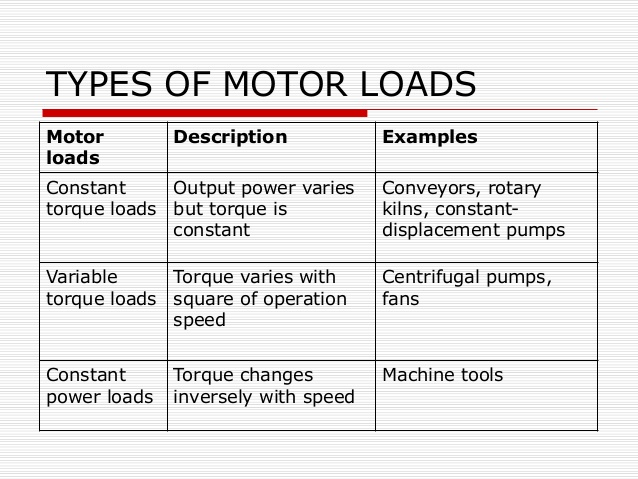 TYPES OF MOTOR LOADS
Motor
loads
Description
Examples
Constant
torque loads
Output power varies
but torque is
constant
Conveyors, rotary
kilns, constant-
displacement pumps
Variable
torque loads
Torque varies with
square of operation
speed
Centrifugal pumps,
fans
Constant
power loads
Torque changes
inversely with speed
Machine tools